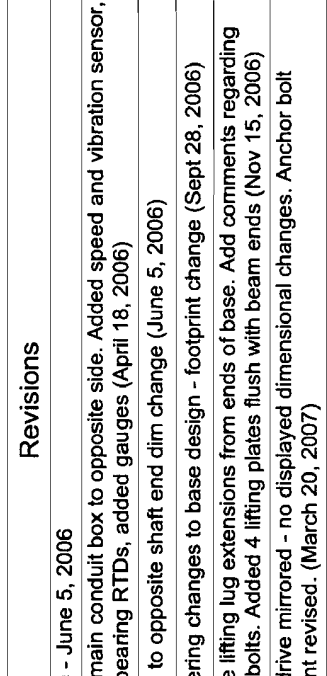 Revisions
- June 5, 2006
main conduit box to opposite side. Added speed and vibration sensor,
bearing RTDs, added gauges (April 18, 2006)
to opposite shaft end dim change (June 5, 2006)
ering changes to base design - footprint change (Sept 28, 2006)
e lifting lug extensions from ends of base. Add comments regarding
bolts. Added 4 lifting plates flush with beam ends (Nov 15, 2006)
drive mirrored - no displayed dimensional changes. Anchor bolt
nt revised. (March 20, 2007)